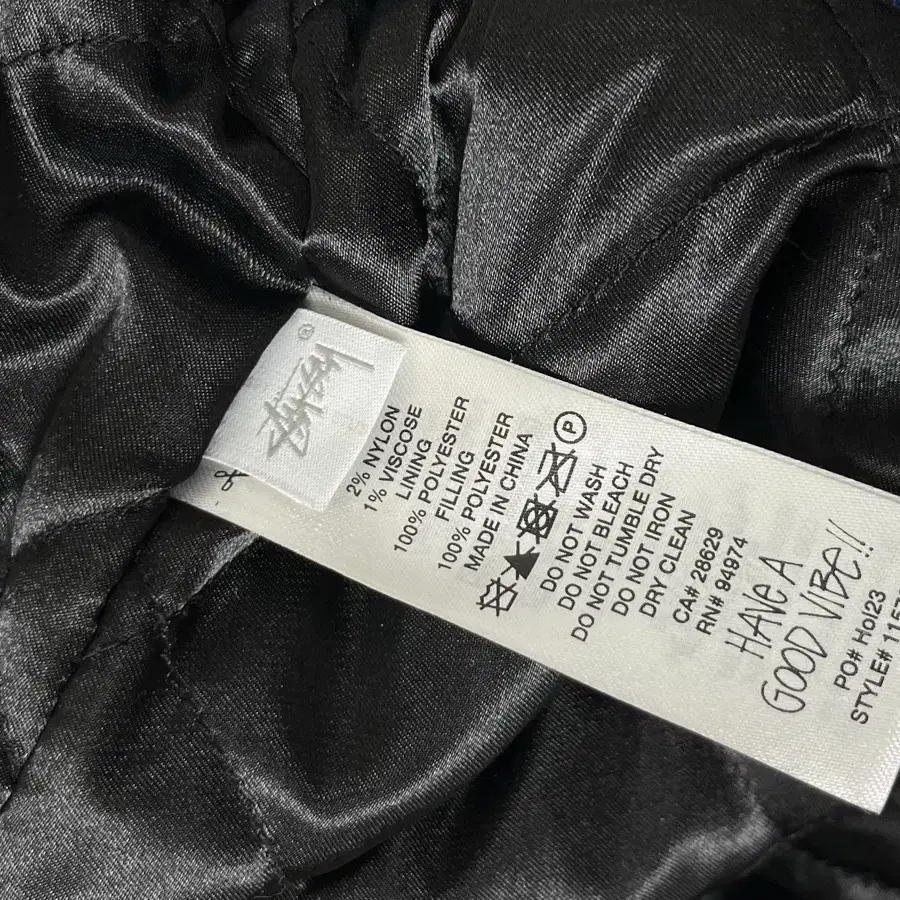 Stüssy
®
2% NYLON
1% VISCOSE
LINING
100% POLYESTER
FILLING
100% POLYESTER
MADE IN CHINA
P
DO NOT WASH
DO NOT BLEACH
DO NOT TUMBLE DRY
DO NOT IRON
DRY CLEAN
CA# 28629
RN# 94974
HAVE A
GOOD VIBE!!
PO# Hol23
STYLE#